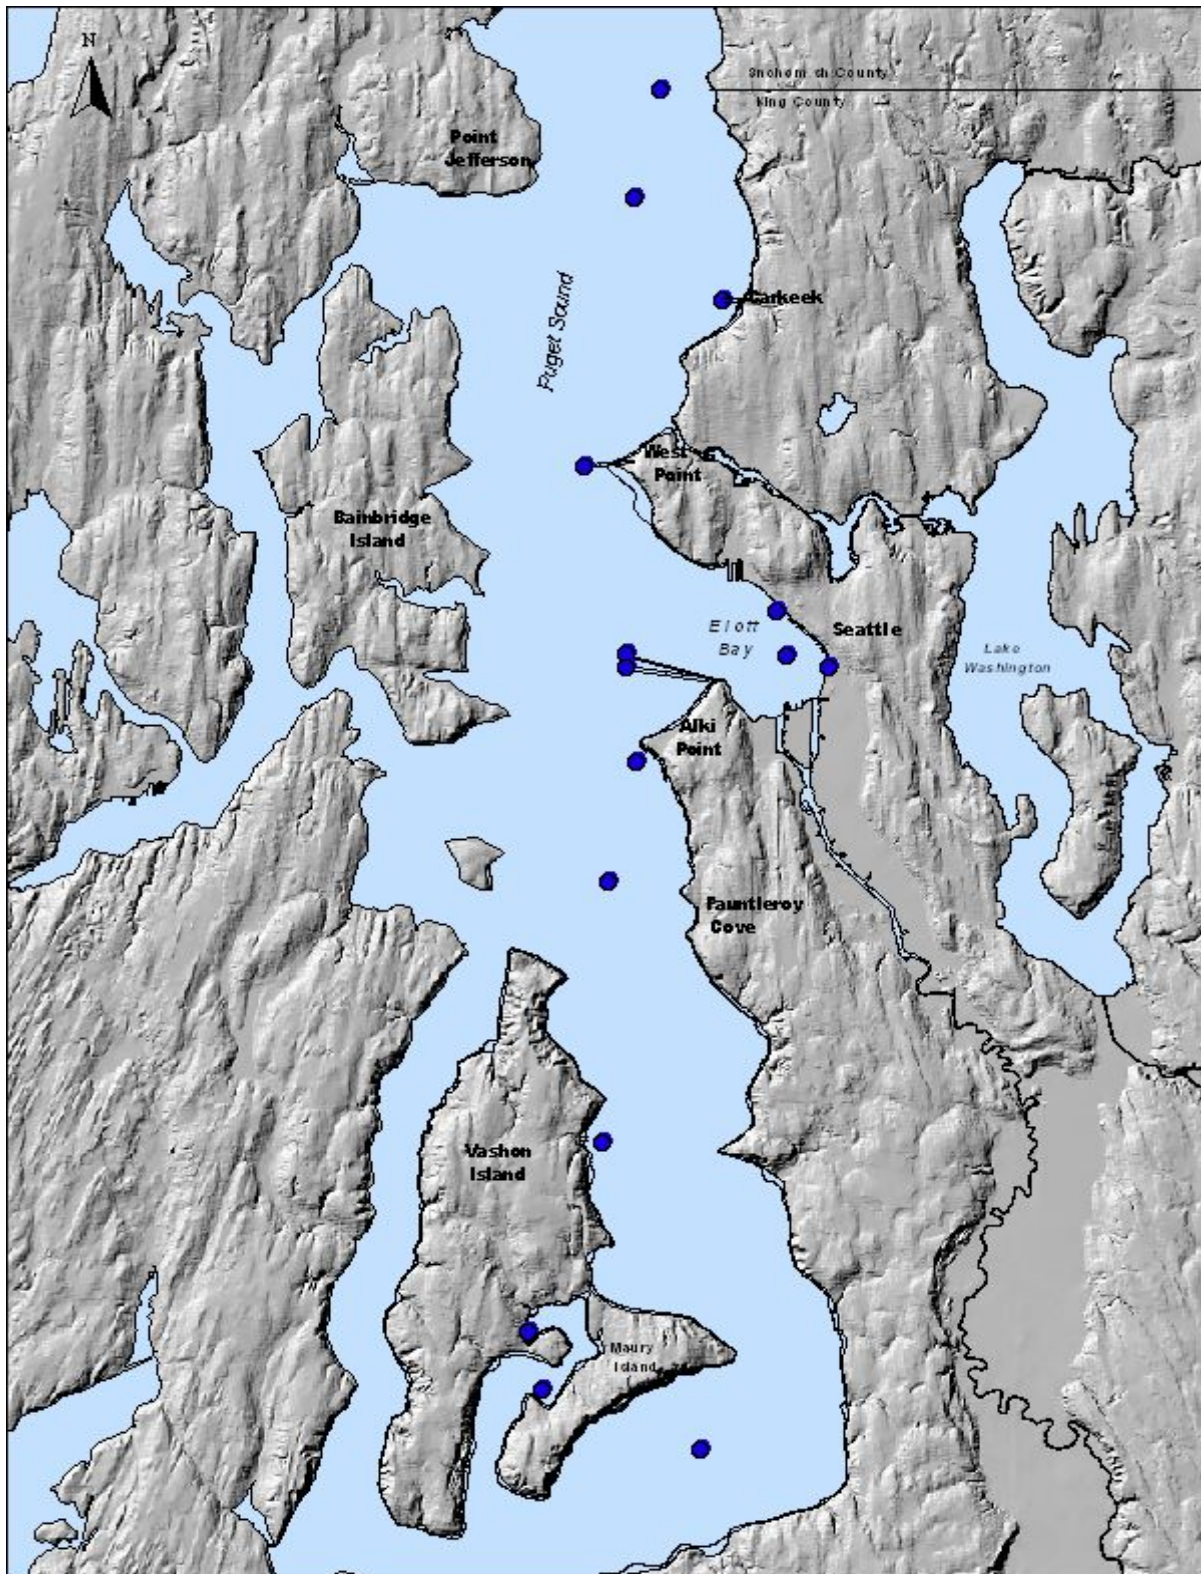 N
Snohomish County
King County
Point
Jefferson
Carkeek
Puget Sound
West
Point
Bainbridge
Island
Elliott
Bay
Seattle
Lake
Washington
Alki
Point
Fauntleroy
Cove
Vashon
Island
Maury
Island